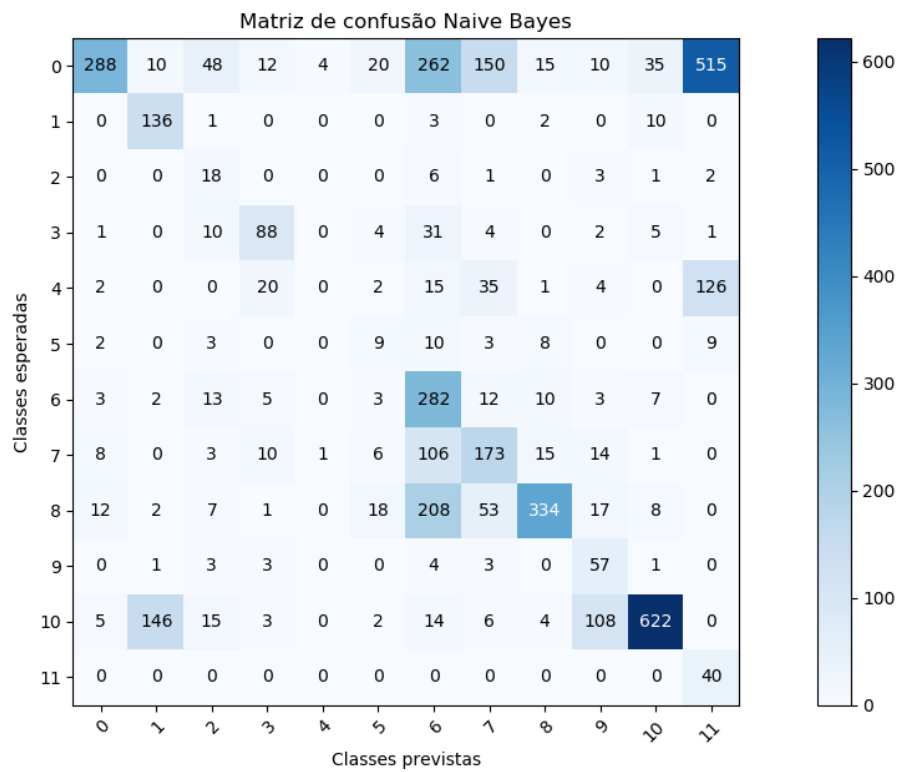 Matriz de confusão Naive Bayes
0 288 10 48 12 4 20 262 150 15 10 35 515
1 0 136 1 0 0 0 3 0 2 0 10 0
2 0 0 18 0 0 0 6 1 0 3 1 2
3 1 0 10 88 0 4 31 4 0 2 5 1
4 2 0 0 20 0 2 15 35 1 4 0 126
5 2 0 3 0 0 9 10 3 8 0 0 9
6 3 2 13 5 0 3 282 12 10 3 7 0
7 8 0 3 10 1 6 106 173 15 14 1 0
8 12 2 7 1 0 18 208 53 334 17 8 0
9 0 1 3 3 0 0 4 3 0 57 1 0
10 5 146 15 3 0 2 14 6 4 108 622 0
11 0 0 0 0 0 0 0 0 0 0 0 40
0 1 2 3 4 5 6 7 8 9 10 11
Classes previstas
Classes esperadas
600
500
400
300
200
100
0